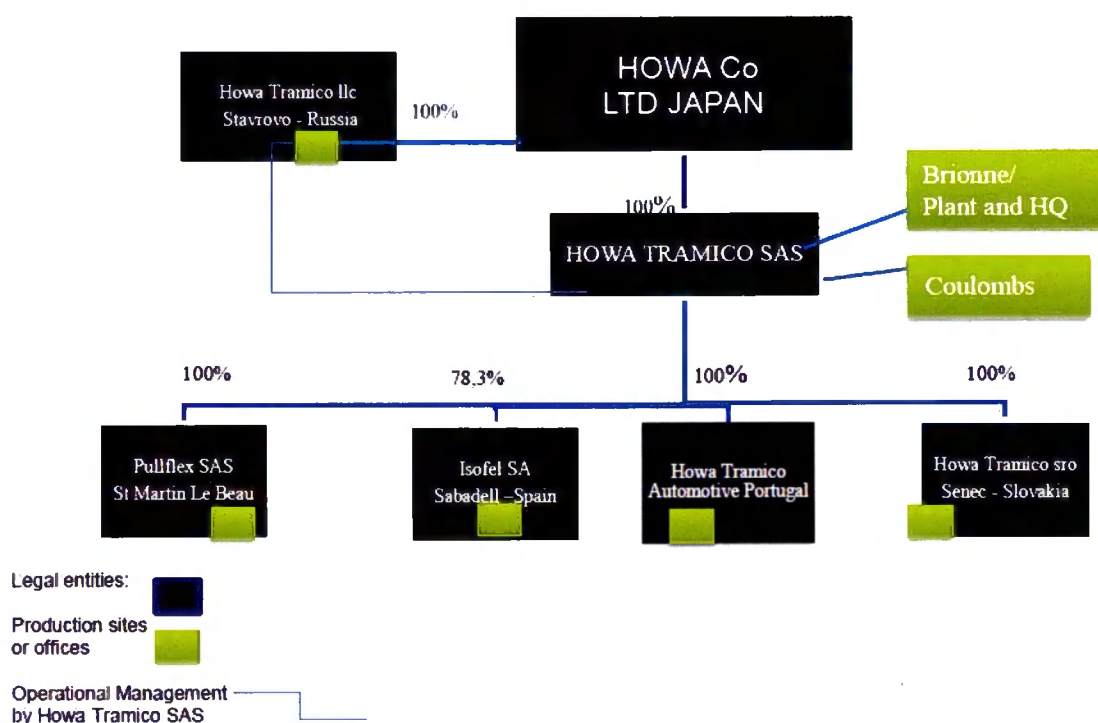 HOWA Co
LTD JAPAN
Howa Tramico llc
Stavrovo - Russia
100%
Brionne/
Plant and HQ
100%
HOWA TRAMICO SAS
Coulombs
100%
78,3%
100%
100%
Pullflex SAS
St Martin Le Beau
Isofel SA
Sabadell –Spain
Howa Tramico
Automotive Portugal
Howa Tramico sro
Senec - Slovakia
Legal entities:
Production sites
or offices
Operational Management
by Howa Tramico SAS